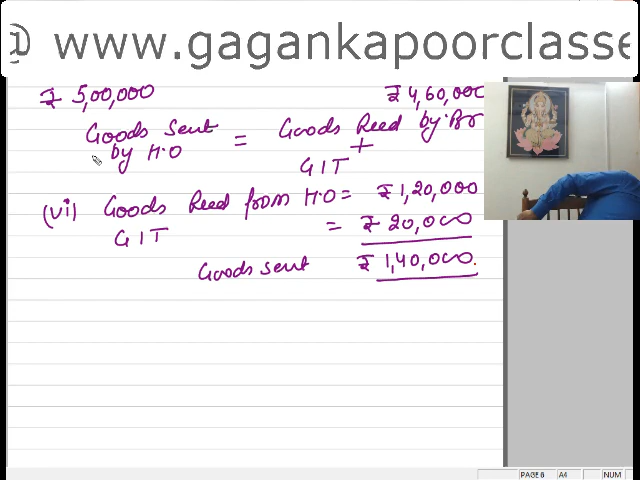 @ www.gagankapoorclasse
₹ 5,00,000 ₹ 4,60,000
Goods Sent by H.O = Goods Recd by Br + GIT
(vi) Goods Recd from H.O = ₹ 1,20,000
GIT = ₹ 20,000
Goods sent ₹ 1,40,000.
PAGE 6 A4 NUM